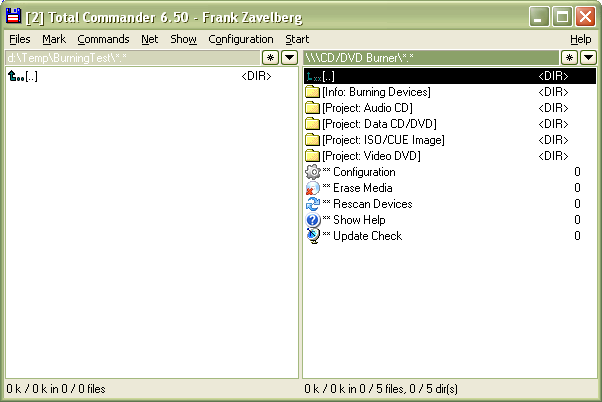 [2] Total Commander 6.50 - Frank Zavelberg
Files Mark Commands Net Show Configuration Start Help
d:\Temp\BurningTest\*.*
*
[..] <DIR>
0 k / 0 k in 0 / 0 files
\\\CD/DVD Burner\*.*
*
[..] <DIR>
[Info: Burning Devices] <DIR>
[Project: Audio CD] <DIR>
[Project: Data CD/DVD] <DIR>
[Project: ISO/CUE Image] <DIR>
[Project: Video DVD] <DIR>
** Configuration 0
** Erase Media 0
** Rescan Devices 0
** Show Help 0
** Update Check 0
0 k / 0 k in 0 / 5 files, 0 / 5 dir(s)